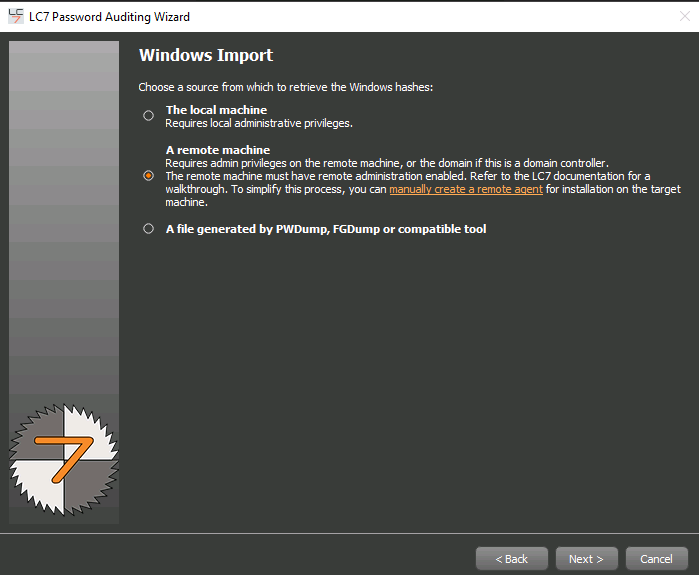 LC7 Password Auditing Wizard
Windows Import
Choose a source from which to retrieve the Windows hashes:
The local machine
Requires local administrative privileges.
A remote machine
Requires admin privileges on the remote machine, or the domain if this is a domain controller.
The remote machine must have remote administration enabled. Refer to the LC7 documentation for a
walkthrough. To simplify this process, you can manually create a remote agent for installation on the target
machine.
A file generated by PWDump, FGDump or compatible tool
7
< Back
Next >
Cancel